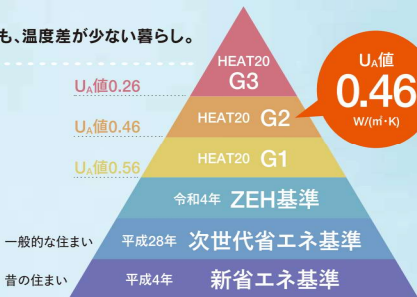 も、温度差が少ない暮らし。
HEAT20
G3
UA値0.26
HEAT20 G2
UA値0.46
UA値
0.46
W/(㎡・K)
HEAT20 G1
UA値0.56
令和4年 ZEH基準
一般的な住まい 平成28年 次世代省エネ基準
昔の住まい 平成4年 新省エネ基準